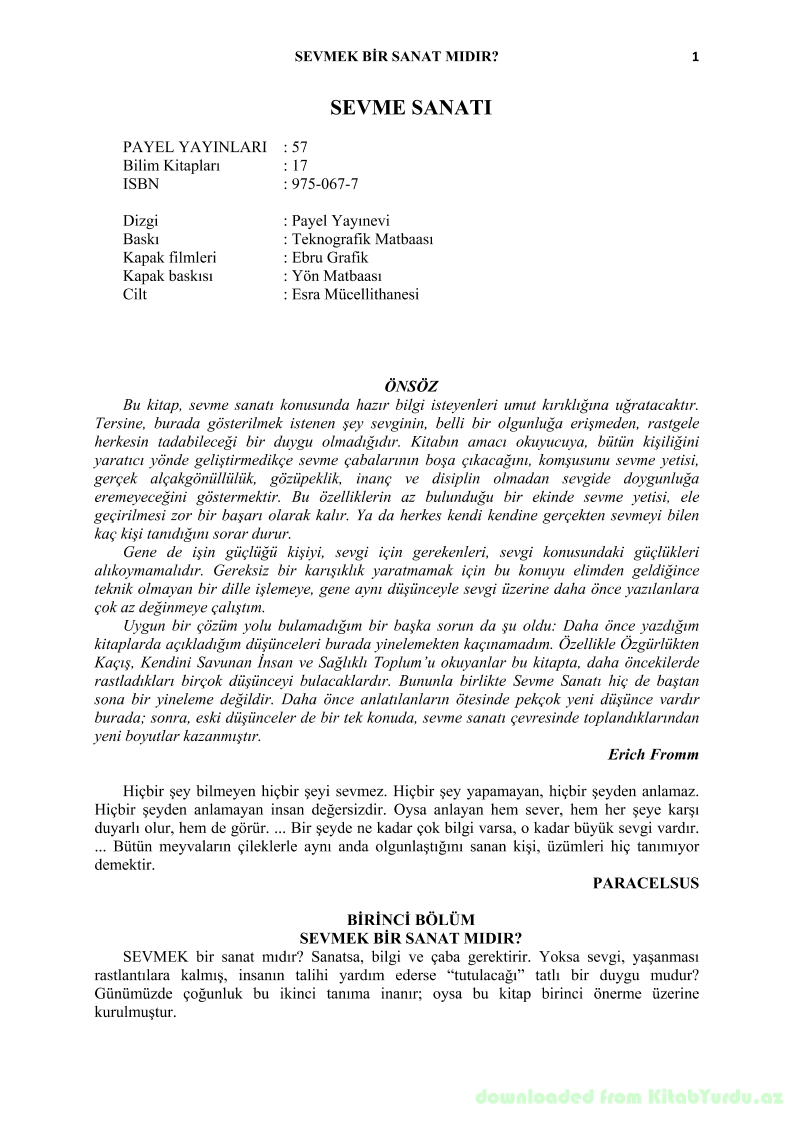 SEVMEK BİR SANAT MIDIR? 1
SEVME SANATI
PAYEL YAYINLARI : 57
Bilim Kitapları : 17
ISBN : 975-067-7
Dizgi : Payel Yayınevi
Baskı : Teknografik Matbaası
Kapak filmleri : Ebru Grafik
Kapak baskısı : Yön Matbaası
Cilt : Esra Mücellithanesi
ÖNSÖZ
Bu kitap, sevme sanatı konusunda hazır bilgi isteyenleri umut kırıklığına uğratacaktır.
Tersine, burada gösterilmek istenen şey sevginin, belli bir olgunluğa erişmeden, rastgele
herkesin tadabileceği bir duygu olmadığıdır. Kitabın amacı okuyucuya, bütün kişiliğini
yaratıcı yönde geliştirmedikçe sevme çabalarının boşa çıkacağını, komşusunu sevme yetisi,
gerçek alçakgönüllülük, gözüpeklik, inanç ve disiplin olmadan sevgide doygunluğa
eremeyeceğini göstermektir. Bu özelliklerin az bulunduğu bir ekinde sevme yetisi, ele
geçirilmesi zor bir başarı olarak kalır. Ya da herkes kendi kendine gerçekten sevmeyi bilen
kaç kişi tanıdığını sorar durur.
Gene de işin güçlüğü kişiyi, sevgi için gerekenleri, sevgi konusundaki güçlükleri
alıkoymamalıdır. Gereksiz bir karışıklık yaratmamak için bu konuyu elimden geldiğince
teknik olmayan bir dille işlemeye, gene aynı düşünceyle sevgi üzerine daha önce yazılanlara
çok az değinmeye çalıştım.
Uygun bir çözüm yolu bulamadığım bir başka sorun da şu oldu: Daha önce yazdığım
kitaplarda açıkladığım düşünceleri burada yinelemekten kaçınamadım. Özellikle Özgürlükten
Kaçış, Kendini Savunan İnsan ve Sağlıklı Toplum’u okuyanlar bu kitapta, daha öncekilerde
rastladıkları birçok düşünceyi bulacaklardır. Bununla birlikte Sevme Sanatı hiç de baştan
sona bir yineleme değildir. Daha önce anlatılanların ötesinde pekçok yeni düşünce vardır
burada; sonra, eski düşünceler de bir tek konuda, sevme sanatı çevresinde toplandıklarından
yeni boyutlar kazanmıştır.
Erich Fromm
Hiçbir şey bilmeyen hiçbir şeyi sevmez. Hiçbir şey yapamayan, hiçbir şeyden anlamaz.
Hiçbir şeyden anlamayan insan değersizdir. Oysa anlayan hem sever, hem her şeye karşı
duyarlı olur, hem de görür. ... Bir şeyde ne kadar çok bilgi varsa, o kadar büyük sevgi vardır.
... Bütün meyvaların çileklerle aynı anda olgunlaştığını sanan kişi, üzümleri hiç tanımıyor
demektir.
PARACELSUS
BİRİNCİ BÖLÜM
SEVMEK BİR SANAT MIDIR?
SEVMEK bir sanat mıdır? Sanatsa, bilgi ve çaba gerektirir. Yoksa sevgi, yaşanması
rastlantılara kalmış, insanın talihi yardım ederse “tutulacağı” tatlı bir duygu mudur?
Günümüzde çoğunluk bu ikinci tanıma inanır; oysa bu kitap birinci önerme üzerine
kurulmuştur.
downloaded from KitabYurdu.az